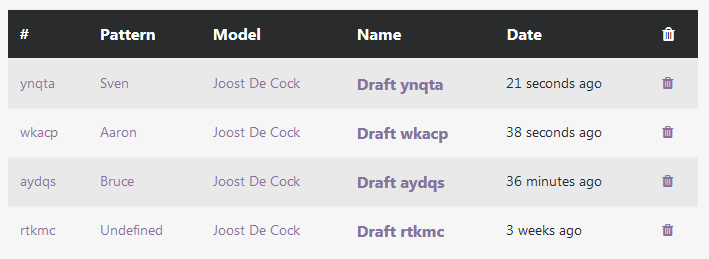 # Pattern Model Name Date
ynqta Sven Joost De Cock Draft ynqta 21 seconds ago
wkacp Aaron Joost De Cock Draft wkacp 38 seconds ago
aydqs Bruce Joost De Cock Draft aydqs 36 minutes ago
rtkmc Undefined Joost De Cock Draft rtkmc 3 weeks ago